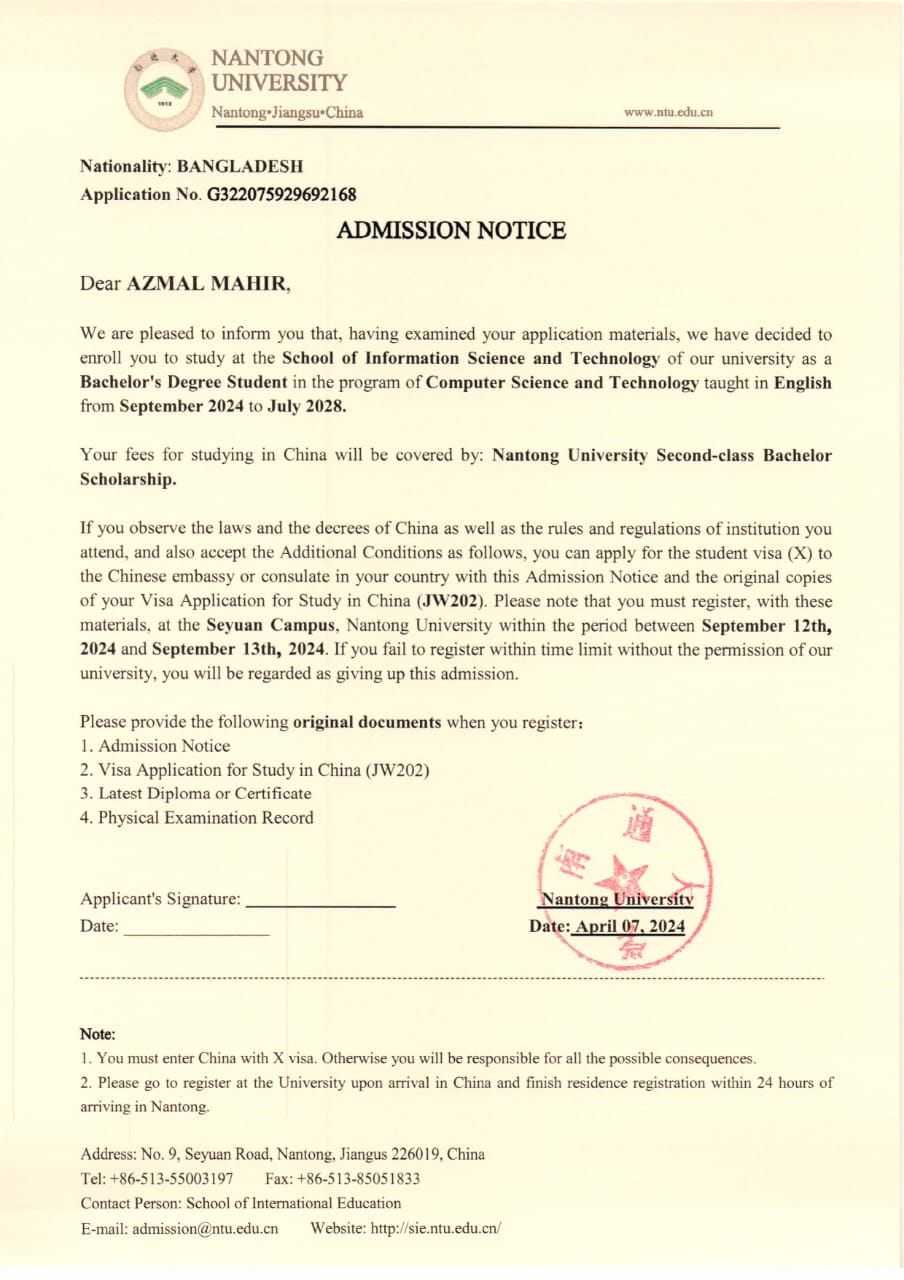 NANTONG
UNIVERSITY
Nantong•Jiangsu•China
www.ntu.edu.cn
1912
Nationality: BANGLADESH
Application No. G322075929692168
ADMISSION NOTICE
Dear AZMAL MAHIR,
We are pleased to inform you that, having examined your application materials, we have decided to
enroll you to study at the School of Information Science and Technology of our university as a
Bachelor's Degree Student in the program of Computer Science and Technology taught in English
from September 2024 to July 2028.
Your fees for studying in China will be covered by: Nantong University Second-class Bachelor
Scholarship.
If you observe the laws and the decrees of China as well as the rules and regulations of institution you
attend, and also accept the Additional Conditions as follows, you can apply for the student visa (X) to
the Chinese embassy or consulate in your country with this Admission Notice and the original copies
of your Visa Application for Study in China (JW202). Please note that you must register, with these
materials, at the Seyuan Campus, Nantong University within the period between September 12th,
2024 and September 13th, 2024. If you fail to register within time limit without the permission of our
university, you will be regarded as giving up this admission.
Please provide the following original documents when you register:
1. Admission Notice
2. Visa Application for Study in China (JW202)
3. Latest Diploma or Certificate
4. Physical Examination Record
Applicant's Signature:
Date:
南通大
Nantong University
Date: April 07, 2024
Note:
1. You must enter China with X visa. Otherwise you will be responsible for all the possible consequences.
2. Please go to register at the University upon arrival in China and finish residence registration within 24 hours of
arriving in Nantong.
Address: No. 9, Seyuan Road, Nantong, Jiangus 226019, China
Tel: +86-513-55003197 Fax: +86-513-85051833
Contact Person: School of International Education
E-mail: admission@ntu.edu.cn Website: http://sie.ntu.edu.cn/